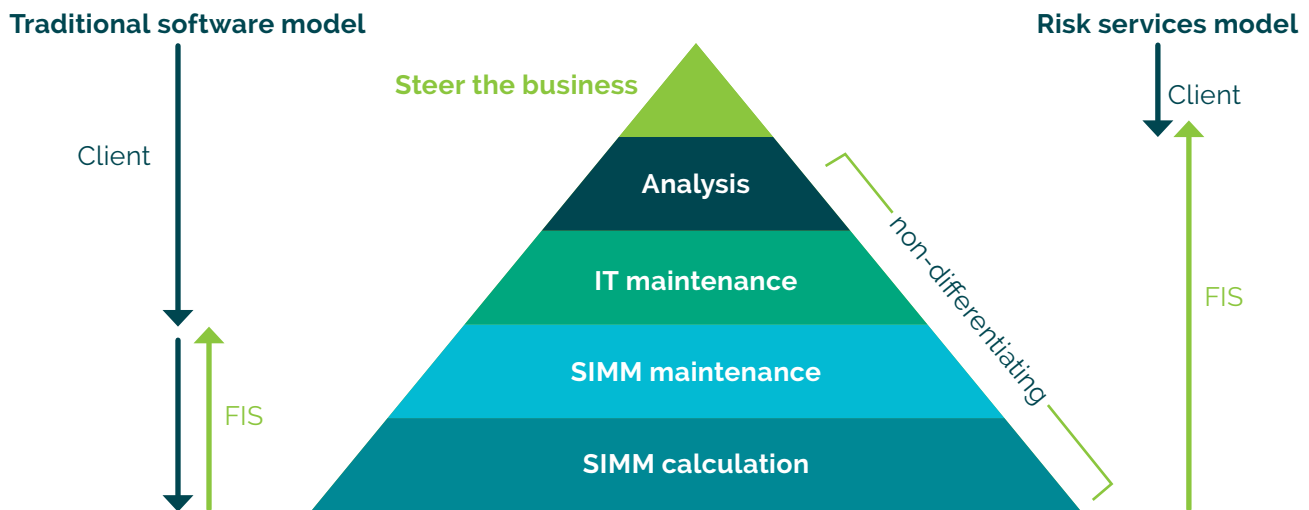 Traditional software model
Risk services model
Steer the business
Client
Client
Analysis
non-differentiating
IT maintenance
FIS
SIMM maintenance
FIS
SIMM calculation